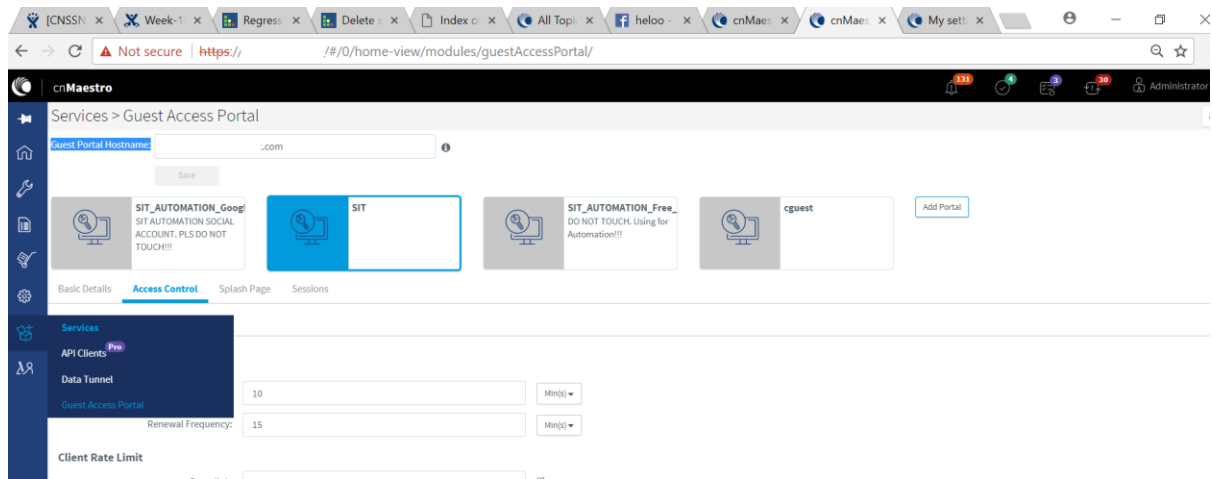 [CNSSN
Week-1
Regress
Delete s
Index o
All Topi
heloo -
cnMaes
cnMaes
My sett
Not secure | https:// /#/0/home-view/modules/guestAccessPortal/
cnMaestro
131
4
3
30
Administrator
Services > Guest Access Portal
Guest Portal Hostname:
.com
Save
SIT_AUTOMATION_Googl
SIT AUTOMATION SOCIAL
ACCOUNT. PLS DO NOT
TOUCH!!!
SIT
SIT_AUTOMATION_Free_
DO NOT TOUCH. Using for
Automation!!!
cguest
Add Portal
Basic Details
Access Control
Splash Page
Sessions
Services
API Clients Pro
Data Tunnel
Guest Access Portal
10
Min(s)
Renewal Frequency:
15
Min(s)
Client Rate Limit